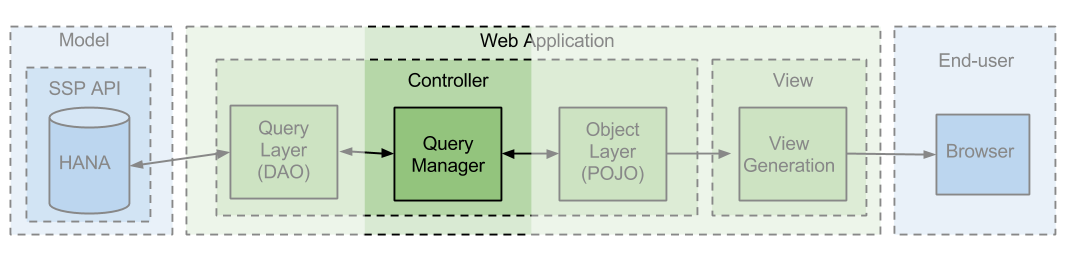 Model
SSP API
HANA
Web Application
Controller
Query
Layer
(DAO)
Query
Manager
Object
Layer
(POJO)
View
View
Generation
End-user
Browser